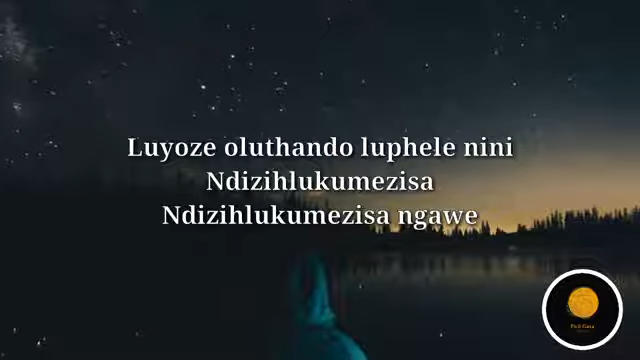 Luyoze oluthando luphele nini
Ndizihlukumezisa
Ndizihlukumezisa ngawe